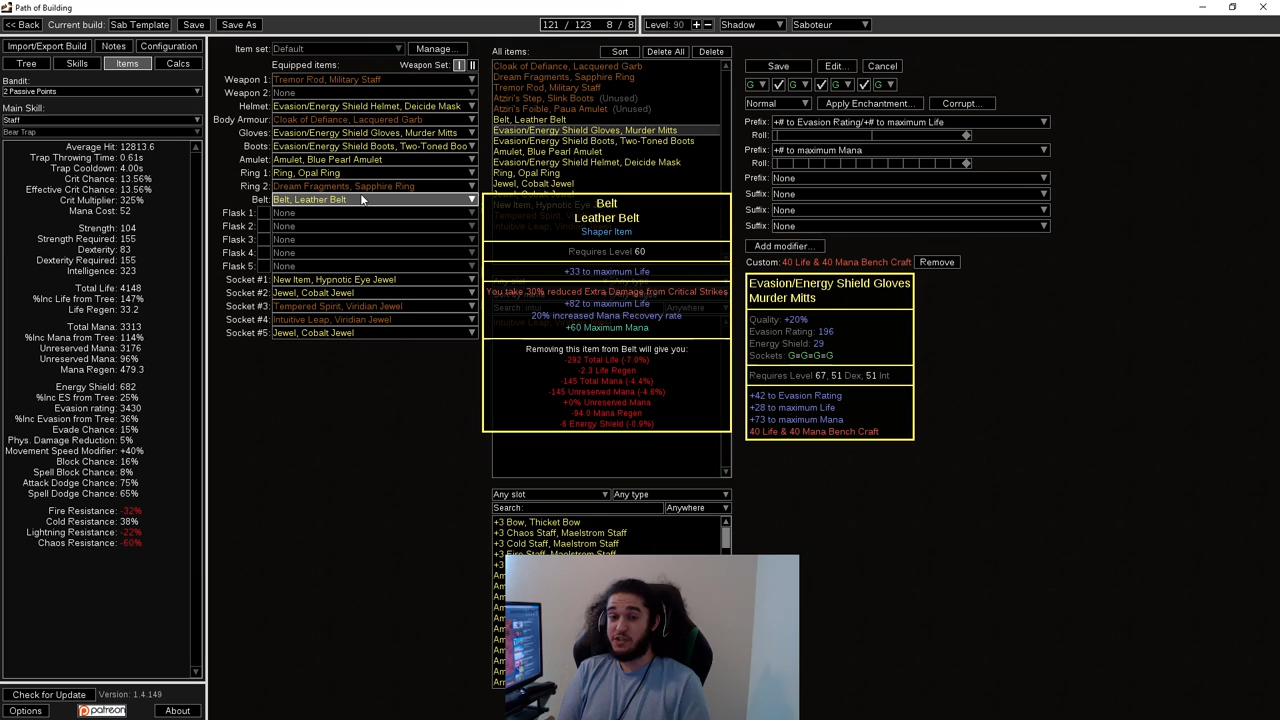 Path of Building
<< Back
Current build:
Sab Template
Save
Save As
121 / 123 8 / 8
Level: 90
Shadow
Saboteur
Import/Export Build
Notes
Configuration
Tree
Skills
Items
Calcs
Bandit:
2 Passive Points
Main Skill:
Staff
Bear Trap
Average Hit: 12813.6
Trap Throwing Time: 0.61s
Trap Cooldown: 4.00s
Crit Chance: 13.56%
Effective Crit Chance: 13.56%
Crit Multiplier: 325%
Mana Cost: 52
Strength: 104
Strength Required: 155
Dexterity: 83
Dexterity Required: 155
Intelligence: 323
Total Life: 4148
%Inc Life from Tree: 147%
Life Regen: 33.2
Total Mana: 3313
%Inc Mana from Tree: 114%
Unreserved Mana: 3176
Unreserved Mana: 96%
Mana Regen: 479.3
Energy Shield: 682
%Inc ES from Tree: 25%
Evasion rating: 3430
%Inc Evasion from Tree: 36%
Evade Chance: 15%
Phys. Damage Reduction: 5%
Movement Speed Modifier: +40%
Block Chance: 16%
Spell Block Chance: 8%
Attack Dodge Chance: 75%
Spell Dodge Chance: 65%
Fire Resistance: -32%
Cold Resistance: 38%
Lightning Resistance: -22%
Chaos Resistance: -60%
Check for Update
Version: 1.4.149
Options
patreon
About
Item set:
Default
Manage...
Equipped items:
Weapon Set:
I
II
Weapon 1: Tremor Rod, Military Staff
Weapon 2: None
Helmet: Evasion/Energy Shield Helmet, Deicide Mask
Body Armour: Cloak of Defiance, Lacquered Garb
Gloves: Evasion/Energy Shield Gloves, Murder Mitts
Boots: Evasion/Energy Shield Boots, Two-Toned Boo
Amulet: Amulet, Blue Pearl Amulet
Ring 1: Ring, Opal Ring
Ring 2: Dream Fragments, Sapphire Ring
Belt: Belt, Leather Belt
Flask 1: None
Flask 2: None
Flask 3: None
Flask 4: None
Flask 5: None
Socket #1: New Item, Hypnotic Eye Jewel
Socket #2: Jewel, Cobalt Jewel
Socket #3: Tempered Spirit, Viridian Jewel
Socket #4: Intuitive Leap, Viridian Jewel
Socket #5: Jewel, Cobalt Jewel
All items:
Sort
Delete All
Delete
Cloak of Defiance, Lacquered Garb
Dream Fragments, Sapphire Ring
Tremor Rod, Military Staff
Atziri's Step, Slink Boots (Unused)
Atziri's Foible, Paua Amulet (Unused)
Belt, Leather Belt
Evasion/Energy Shield Gloves, Murder Mitts
Evasion/Energy Shield Boots, Two-Toned Boots
Amulet, Blue Pearl Amulet
Evasion/Energy Shield Helmet, Deicide Mask
Ring, Opal Ring
Jewel, Cobalt Jewel
Belt
Leather Belt
Shaper Item
Requires Level 60
+33 to maximum Life
You take 30% reduced Extra Damage from Critical Strikes
+82 to maximum Life
20% increased Mana Recovery rate
+60 Maximum Mana
Removing this item from Belt will give you:
-292 Total Life (-7.0%)
-2.3 Life Regen
-145 Total Mana (-4.4%)
-145 Unreserved Mana (-4.6%)
+0% Unreserved Mana
-94.0 Mana Regen
-6 Energy Shield (-0.9%)
Any slot
Any type
Search:
Anywhere
+3 Bow, Thicket Bow
+3 Chaos Staff, Maelstrom Staff
+3 Cold Staff, Maelstrom Staff
+3 Fire Staff, Maelstrom Staff
Save
Edit...
Cancel
G
G
G
G
Normal
Apply Enchantment...
Corrupt...
Prefix: +# to Evasion Rating/+# to maximum Life
Roll:
Prefix: +# to maximum Mana
Roll:
Prefix: None
Suffix: None
Suffix: None
Suffix: None
Add modifier...
Custom: 40 Life & 40 Mana Bench Craft
Remove
Evasion/Energy Shield Gloves
Murder Mitts
Quality: +20%
Evasion Rating: 196
Energy Shield: 29
Sockets: G=G=G=G
Requires Level 67, 51 Dex, 51 Int
+42 to Evasion Rating
+28 to maximum Life
+73 to maximum Mana
40 Life & 40 Mana Bench Craft